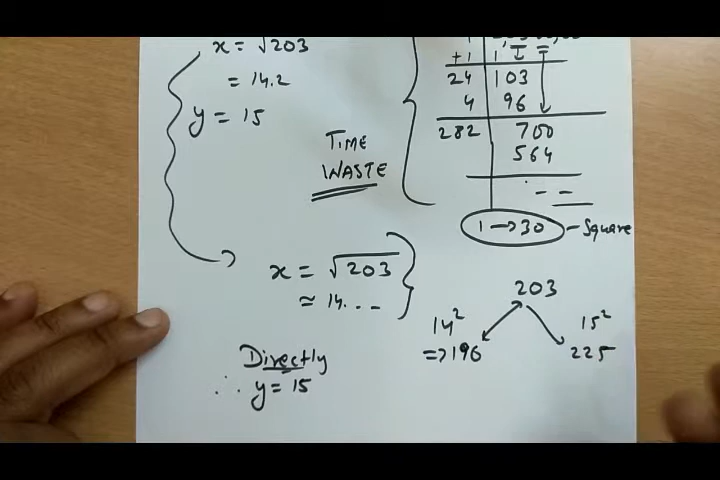 x = √203
= 14.2
y = 15
+1 1
24 103
4 96
282 700
564
TIME
WASTE
- -
1 → 30 - Square
x = √203
≈ 14. - -
203
14² 15²
=> 196 225
Directly
∴ y = 15